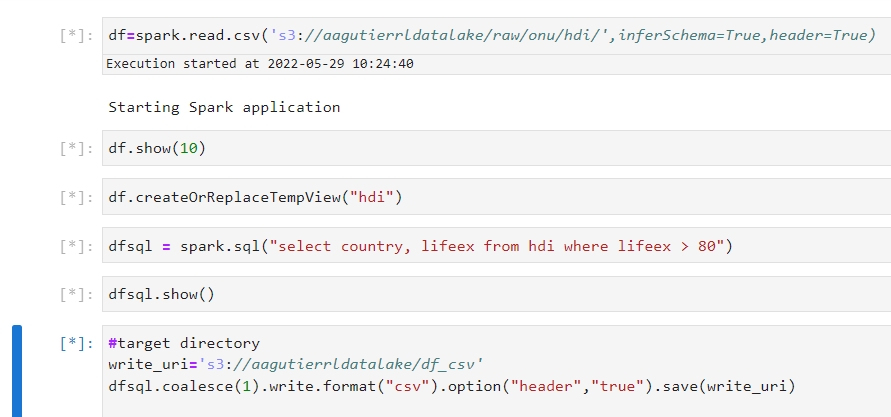 [*]: df=spark.read.csv('s3://aagutierrldatalake/raw/onu/hdi/',inferSchema=True,header=True)
Execution started at 2022-05-29 10:24:40
Starting Spark application
[*]: df.show(10)
[*]: df.createOrReplaceTempView("hdi")
[*]: dfsql = spark.sql("select country, lifeex from hdi where lifeex > 80")
[*]: dfsql.show()
[*]: #target directory
write_uri='s3://aagutierrldatalake/df_csv'
dfsql.coalesce(1).write.format("csv").option("header","true").save(write_uri)